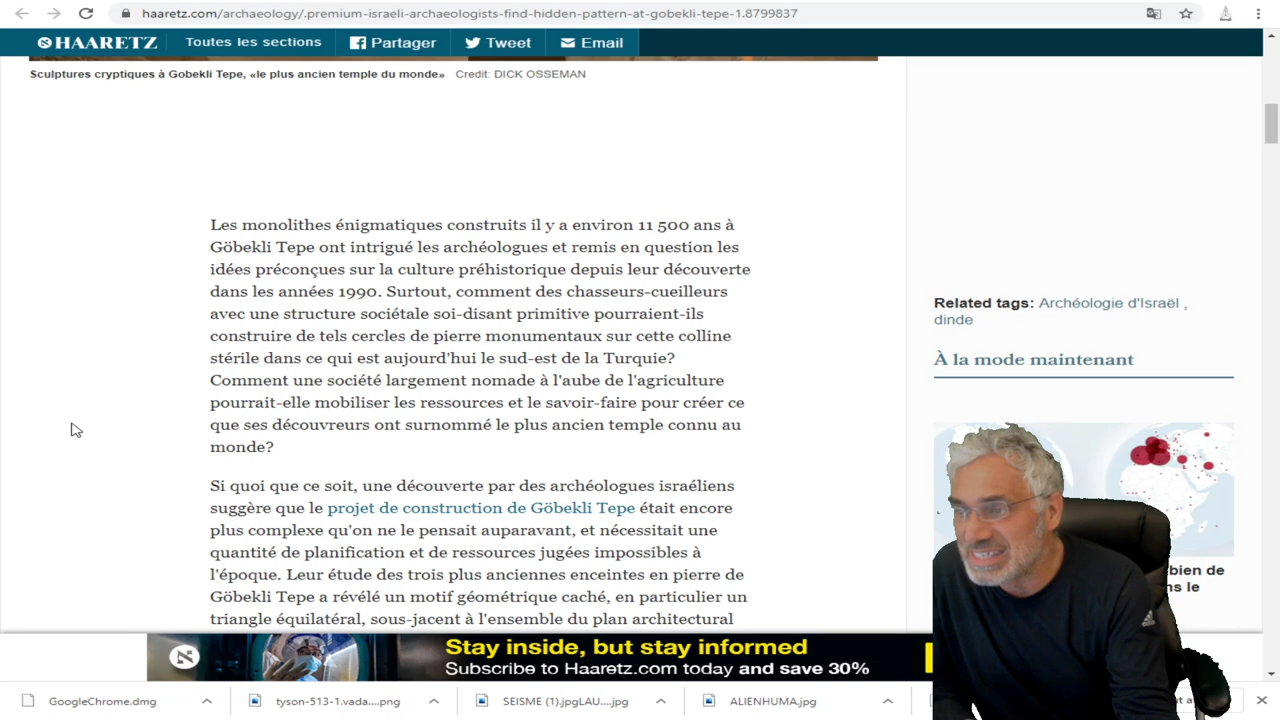 haaretz.com/archaeology/.premium-israeli-archaeologists-find-hidden-pattern-at-gobekli-tepe-1.8799837
HAARETZ Toutes les sections Partager Tweet Email
Sculptures cryptiques à Gobekli Tepe, «le plus ancien temple du monde» Credit: DICK OSSEMAN
Les monolithes énigmatiques construits il y a environ 11 500 ans à
Göbekli Tepe ont intrigué les archéologues et remis en question les
idées préconçues sur la culture préhistorique depuis leur découverte
dans les années 1990. Surtout, comment des chasseurs-cueilleurs
avec une structure sociétale soi-disant primitive pourraient-ils
construire de tels cercles de pierre monumentaux sur cette colline
stérile dans ce qui est aujourd'hui le sud-est de la Turquie?
Comment une société largement nomade à l'aube de l'agriculture
pourrait-elle mobiliser les ressources et le savoir-faire pour créer ce
que ses découvreurs ont surnommé le plus ancien temple connu au
monde?
Si quoi que ce soit, une découverte par des archéologues israéliens
suggère que le projet de construction de Göbekli Tepe était encore
plus complexe qu'on ne le pensait auparavant, et nécessitait une
quantité de planification et de ressources jugées impossibles à
l'époque. Leur étude des trois plus anciennes enceintes en pierre de
Göbekli Tepe a révélé un motif géométrique caché, en particulier un
triangle équilatéral, sous-jacent à l'ensemble du plan architectural
Related tags: Archéologie d'Israël ,
dinde
À la mode maintenant
bien de
ns le
Stay inside, but stay informed
Subscribe to Haaretz.com today and save 30%
GoogleChrome.dmg tyson-513-1.vada....png SEISME (1).jpgLAU....jpg ALIENHUMA.jpg